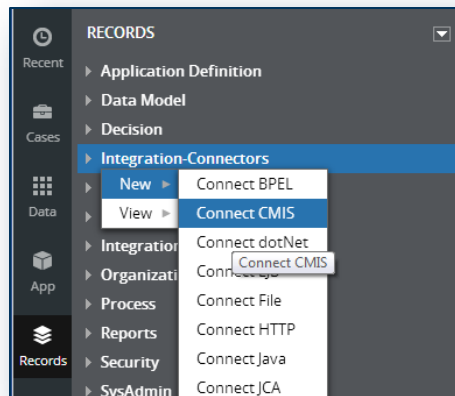 RECORDS
Recent
Application Definition
Data Model
Cases
Decision
Integration-Connectors
New
Connect BPEL
Data
View
Connect CMIS
Integration
Connect dotNet
Connect CMIS
App
Organizati
Process
Connect File
Reports
Connect HTTP
Records
Security
Connect Java
SysAdmin
Connect JCA